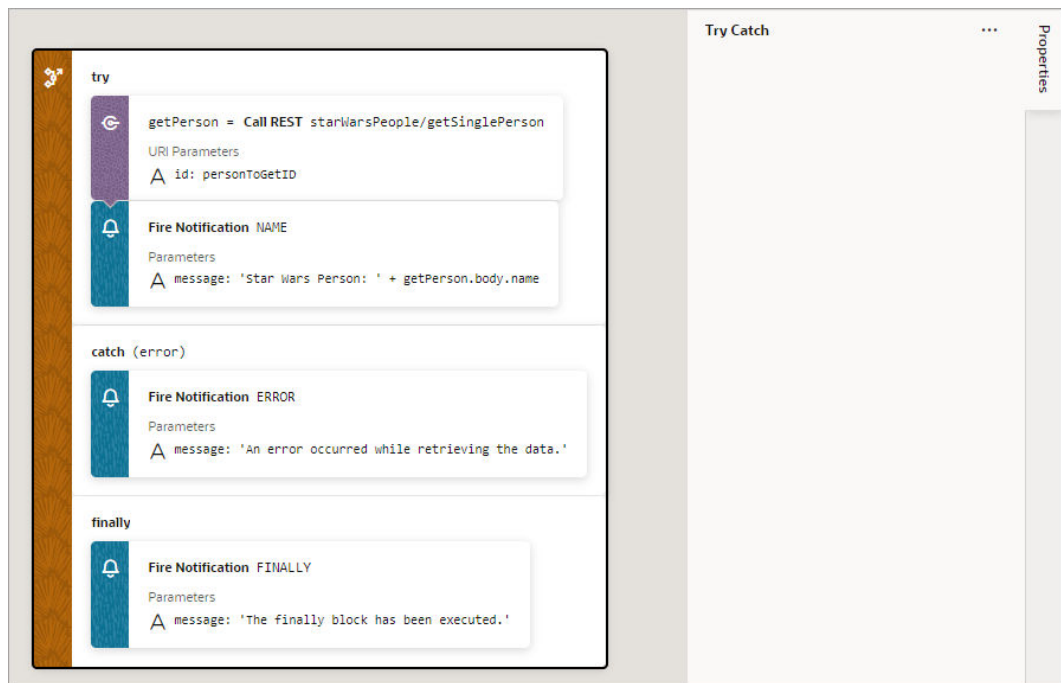 Try Catch
...
Properties
try
getPerson = Call REST starWarsPeople/getSinglePerson
URI Parameters
A id: personToGetID
Fire Notification NAME
Parameters
A message: 'Star Wars Person: ' + getPerson.body.name
catch (error)
Fire Notification ERROR
Parameters
A message: 'An error occurred while retrieving the data.'
finally
Fire Notification FINALLY
Parameters
A message: 'The finally block has been executed.'